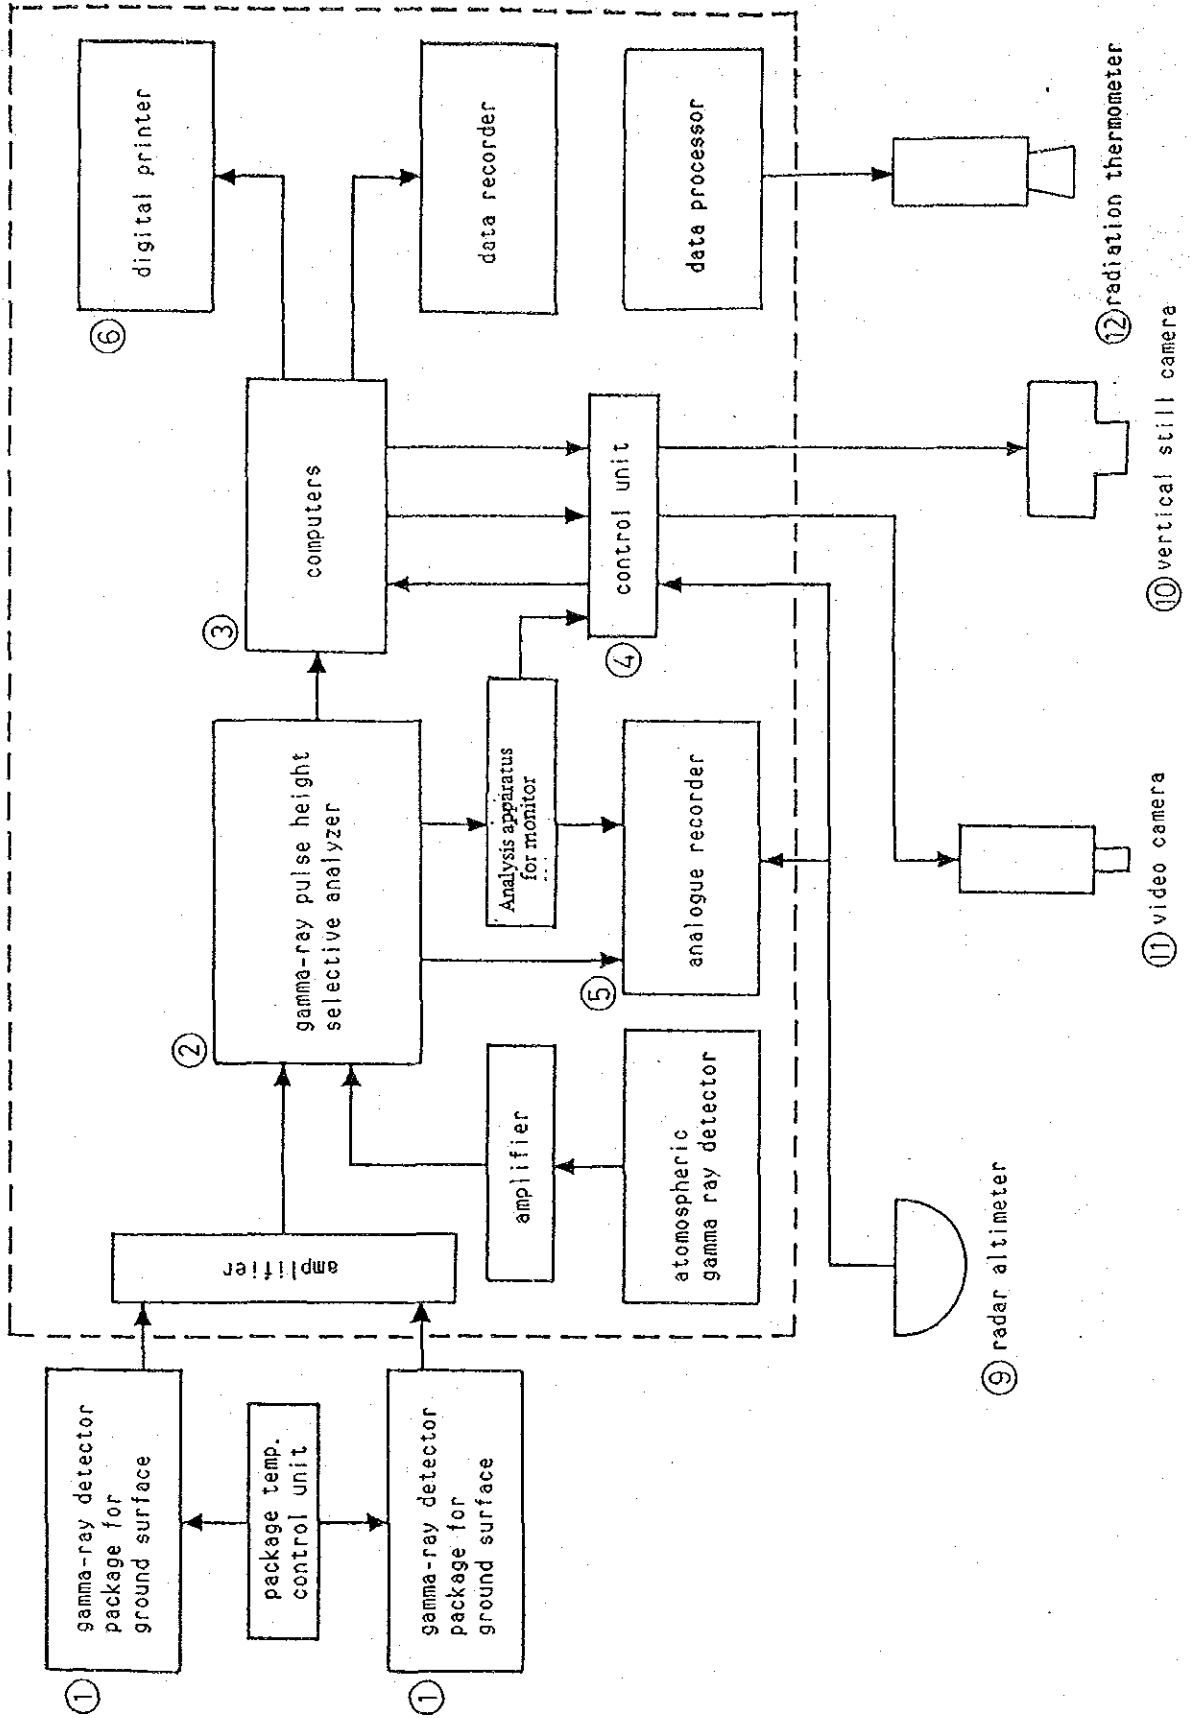 ①
gamma-ray detector
package for
ground surface
package temp.
control unit
①
gamma-ray detector
package for
ground surface
amplifier
②
gamma-ray pulse height
selective analyzer
amplifier
atomospheric
gamma ray detector
Analysis apparatus
for monitor
⑤
analogue recorder
③
computers
④
control unit
⑥
digital printer
data recorder
data processor
⑨ radar altimeter
⑪ video camera
⑩ vertical still camera
⑫ radiation thermometer